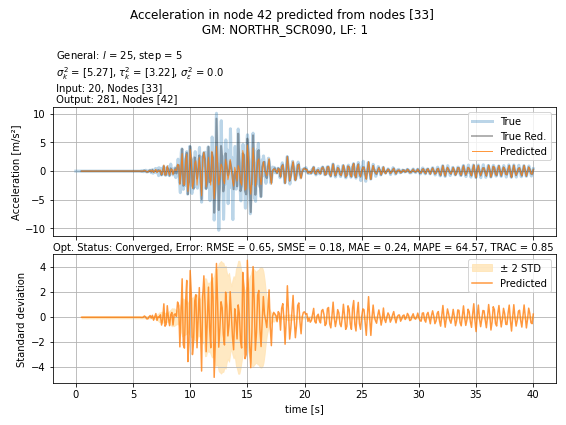 Acceleration in node 42 predicted from nodes [33]
GM: NORTHR_SCR090, LF: 1
General: l = 25, step = 5
σ²ₖ = [5.27], τ²ₖ = [3.22], σ²ε = 0.0
Input: 20, Nodes [33]
Output: 281, Nodes [42]
Acceleration [m/s²]
10
5
0
−5
−10
True
True Red.
Predicted
Opt. Status: Converged, Error: RMSE = 0.65, SMSE = 0.18, MAE = 0.24, MAPE = 64.57, TRAC = 0.85
Standard deviation
4
2
0
−2
−4
± 2 STD
Predicted
0 5 10 15 20 25 30 35 40
time [s]